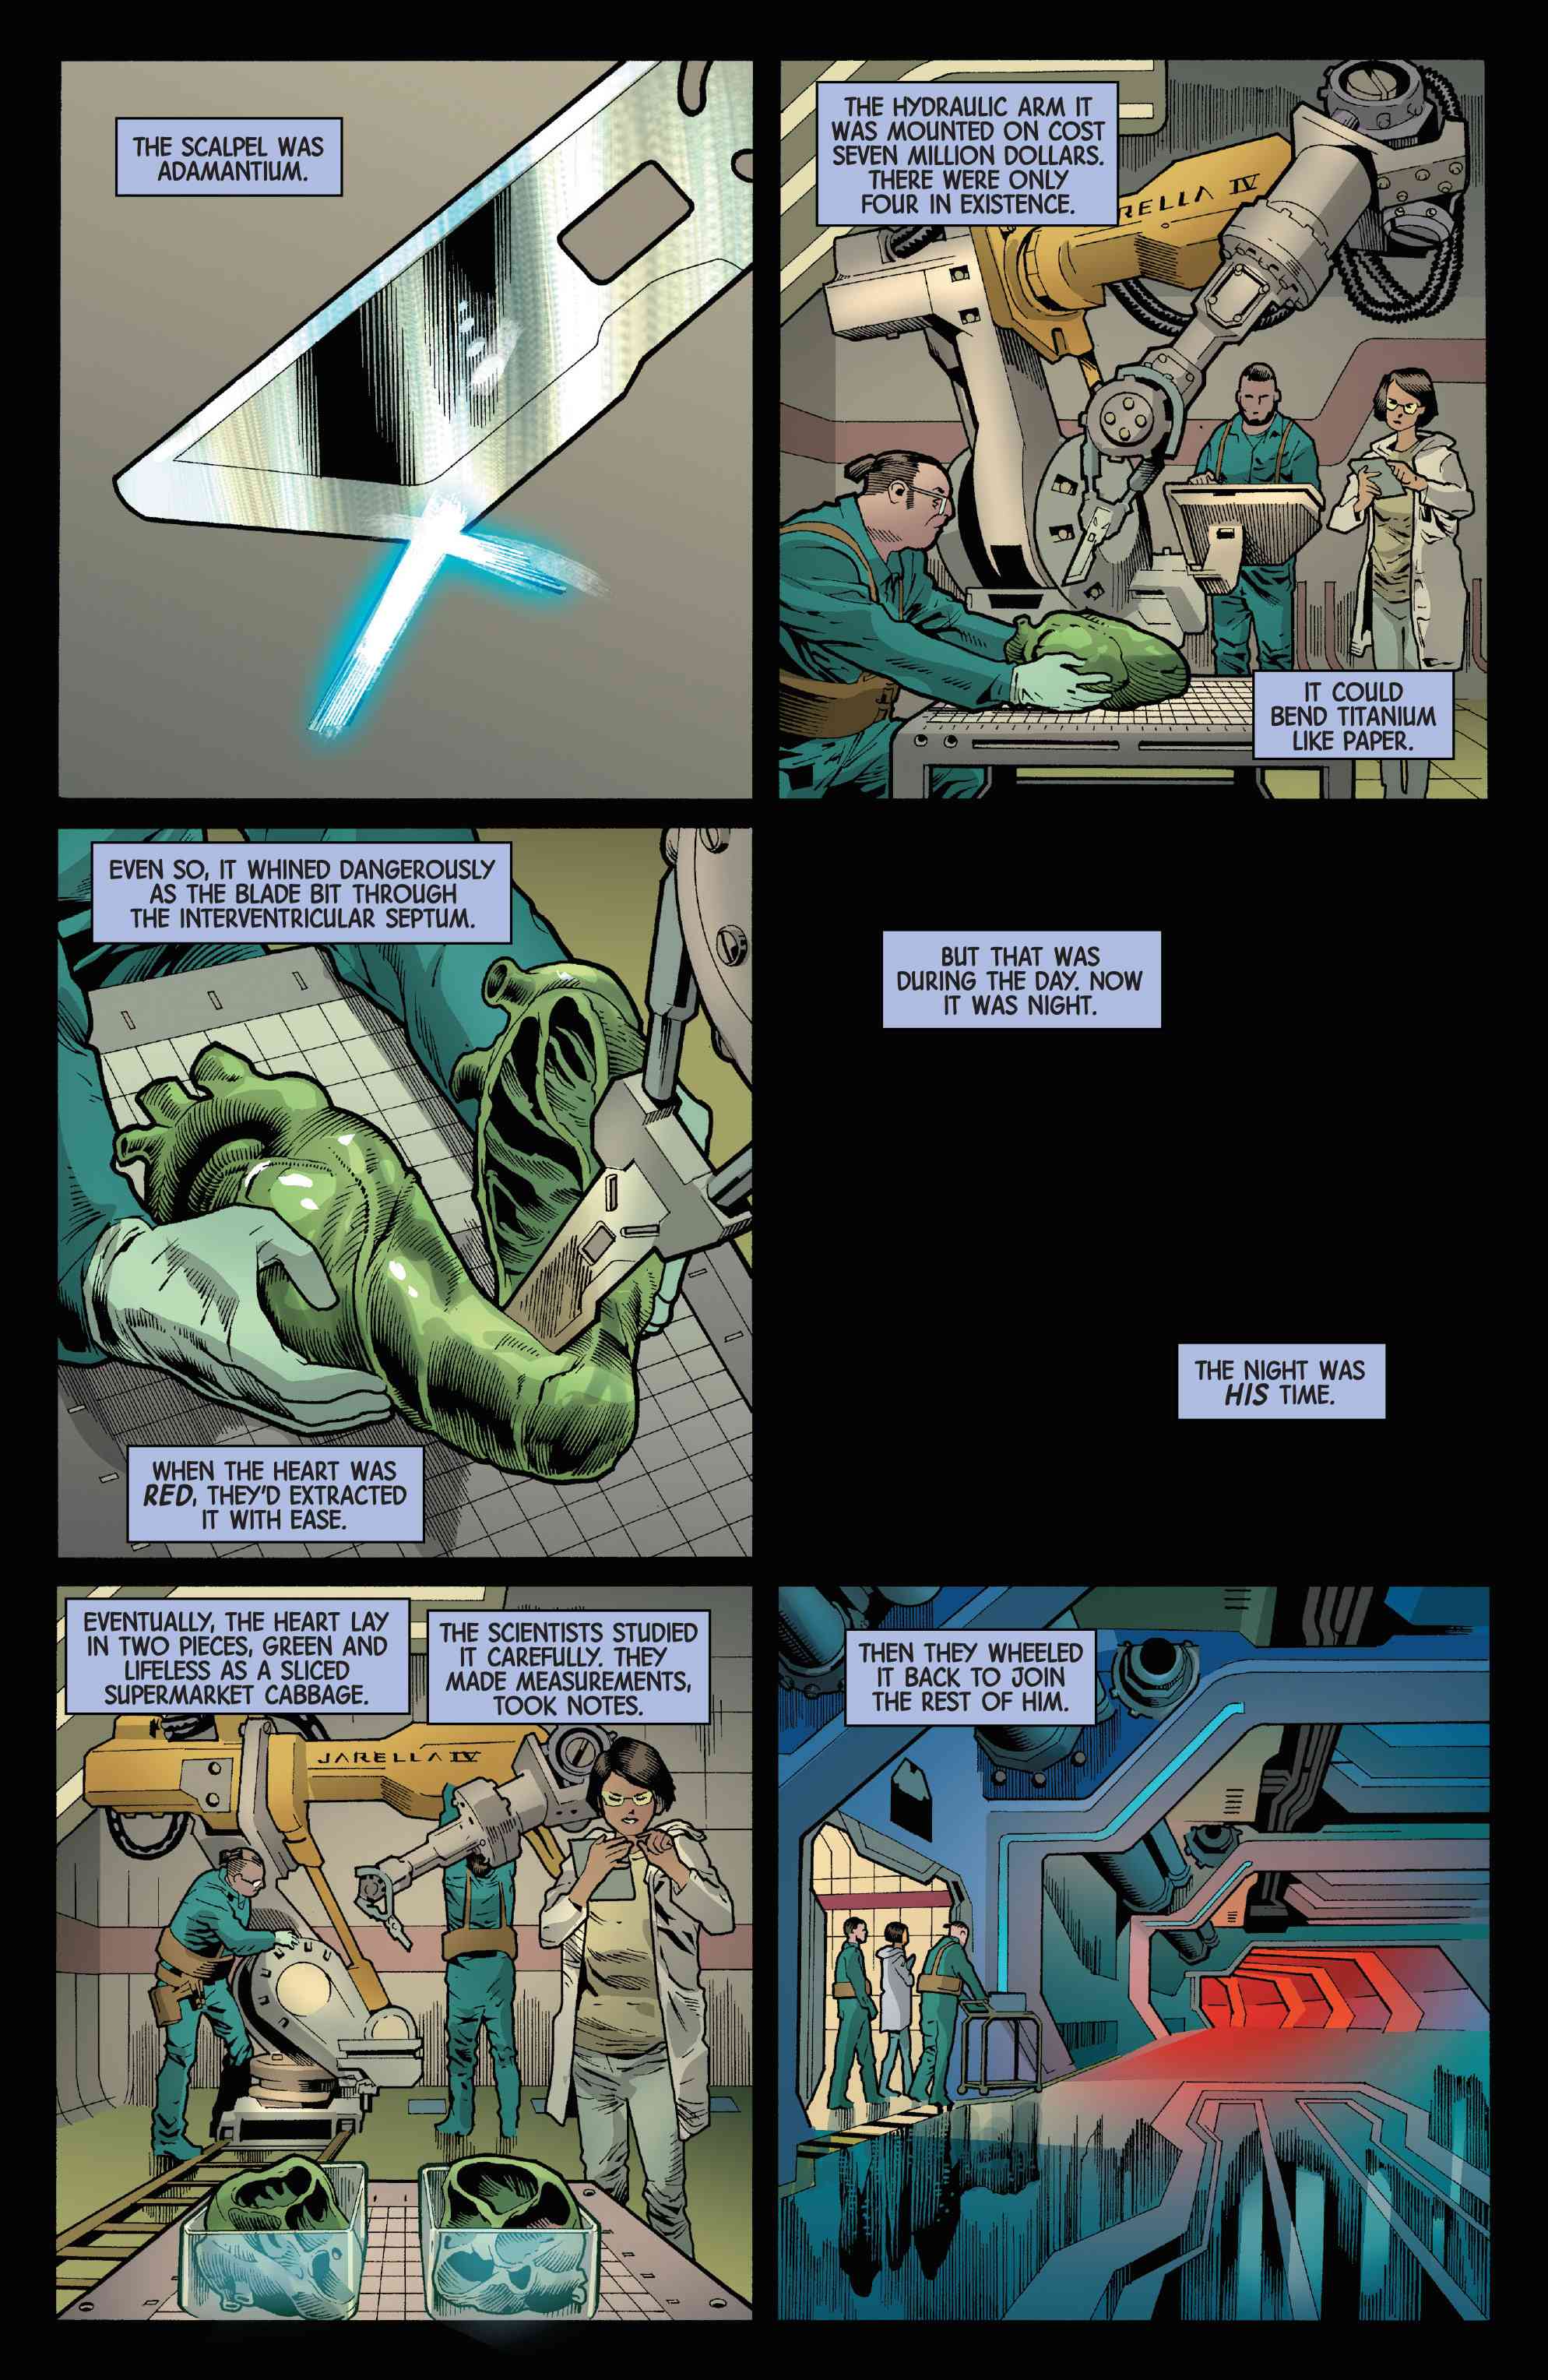 THE SCALPEL WAS
ADAMANTIUM.
THE HYDRAULIC ARM IT
WAS MOUNTED ON COST
SEVEN MILLION DOLLARS.
THERE WERE ONLY
FOUR IN EXISTENCE.
RELLA IV
IT COULD
BEND TITANIUM
LIKE PAPER.
EVEN SO, IT WHINED DANGEROUSLY
AS THE BLADE BIT THROUGH
THE INTERVENTRICULAR SEPTUM.
WHEN THE HEART WAS
RED, THEY'D EXTRACTED
IT WITH EASE.
BUT THAT WAS
DURING THE DAY. NOW
IT WAS NIGHT.
THE NIGHT WAS
HIS TIME.
EVENTUALLY, THE HEART LAY
IN TWO PIECES, GREEN AND
LIFELESS AS A SLICED
SUPERMARKET CABBAGE.
THE SCIENTISTS STUDIED
IT CAREFULLY. THEY
MADE MEASUREMENTS,
TOOK NOTES.
JARELLA IV
THEN THEY WHEELED
IT BACK TO JOIN
THE REST OF HIM.